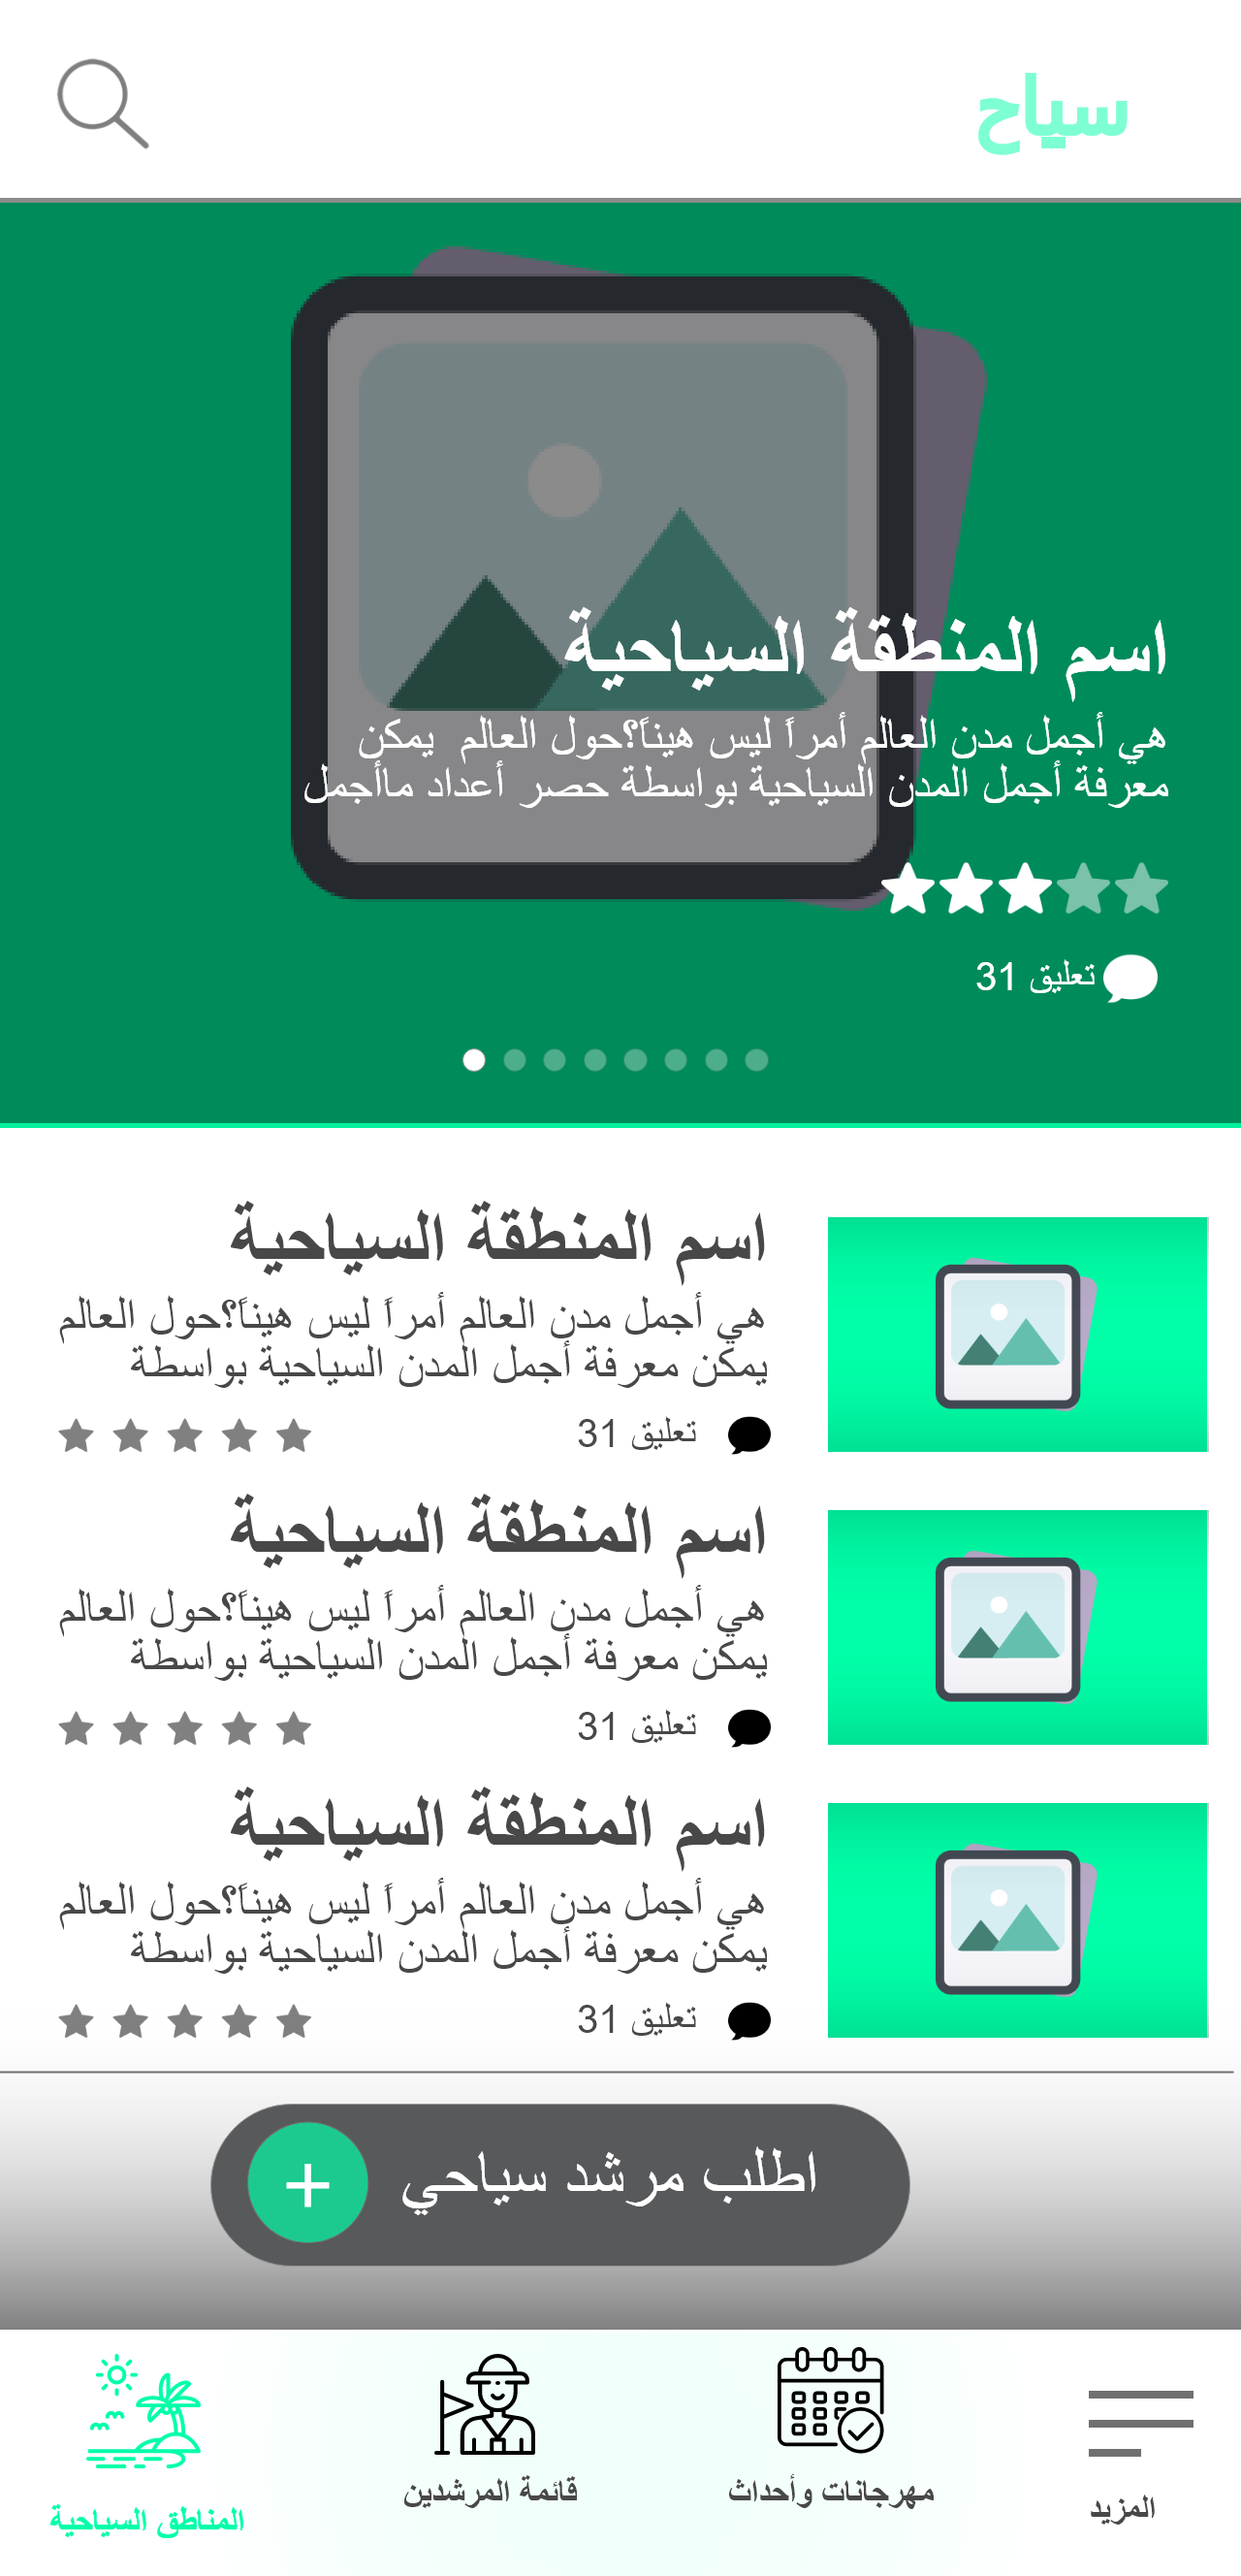 سياح
اسم المنطقة السياحية
هي أجمل مدن العالم أمراً ليس هيناً؟حول العالم يمكن
معرفة أجمل المدن السياحية بواسطة حصر أعداد ماأجمل
31 تعليق
اسم المنطقة السياحية
هي أجمل مدن العالم أمراً ليس هيناً؟حول العالم
يمكن معرفة أجمل المدن السياحية بواسطة
31 تعليق
اسم المنطقة السياحية
هي أجمل مدن العالم أمراً ليس هيناً؟حول العالم
يمكن معرفة أجمل المدن السياحية بواسطة
31 تعليق
اسم المنطقة السياحية
هي أجمل مدن العالم أمراً ليس هيناً؟حول العالم
يمكن معرفة أجمل المدن السياحية بواسطة
31 تعليق
اطلب مرشد سياحي +
المزيد
مهرجانات وأحداث
قائمة المرشدين
المناطق السياحية